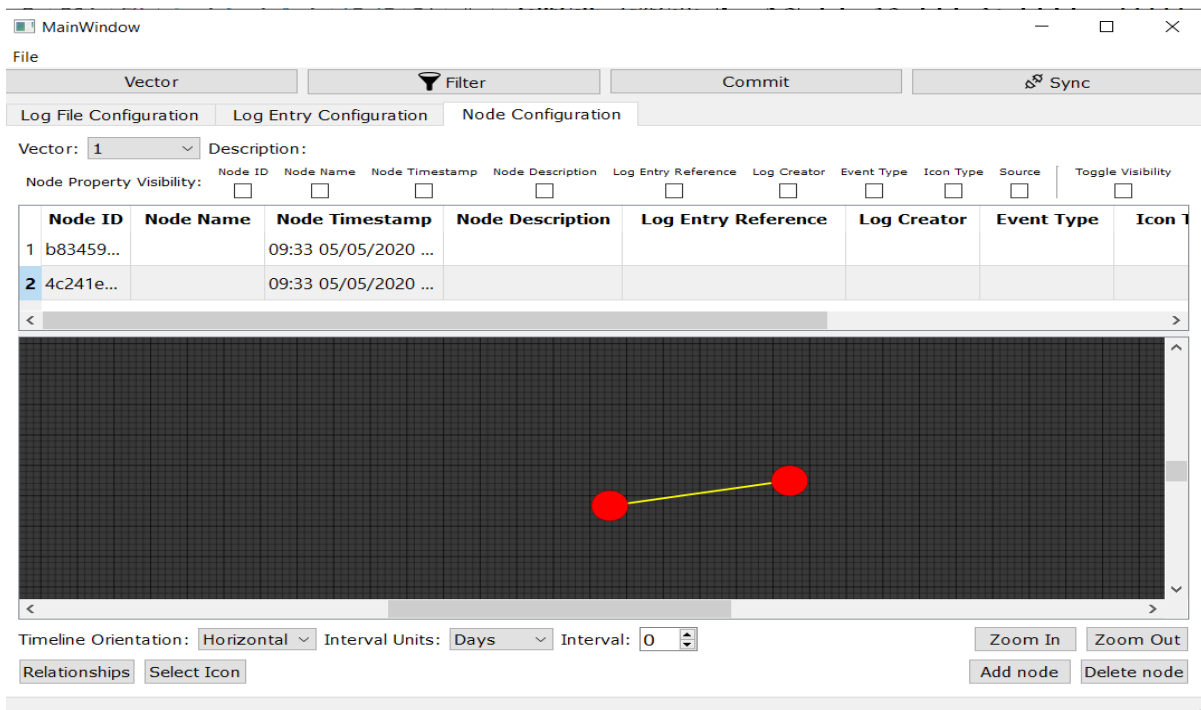 MainWindow
File
Vector Filter Commit Sync
Log File Configuration Log Entry Configuration Node Configuration
Vector: 1 Description:
Node Property Visibility: Node ID Node Name Node Timestamp Node Description Log Entry Reference Log Creator Event Type Icon Type Source Toggle Visibility
Node ID Node Name Node Timestamp Node Description Log Entry Reference Log Creator Event Type Icon T
1 b83459... 09:33 05/05/2020 ...
2 4c241e... 09:33 05/05/2020 ...
Timeline Orientation: Horizontal Interval Units: Days Interval: 0 Zoom In Zoom Out
Relationships Select Icon Add node Delete node